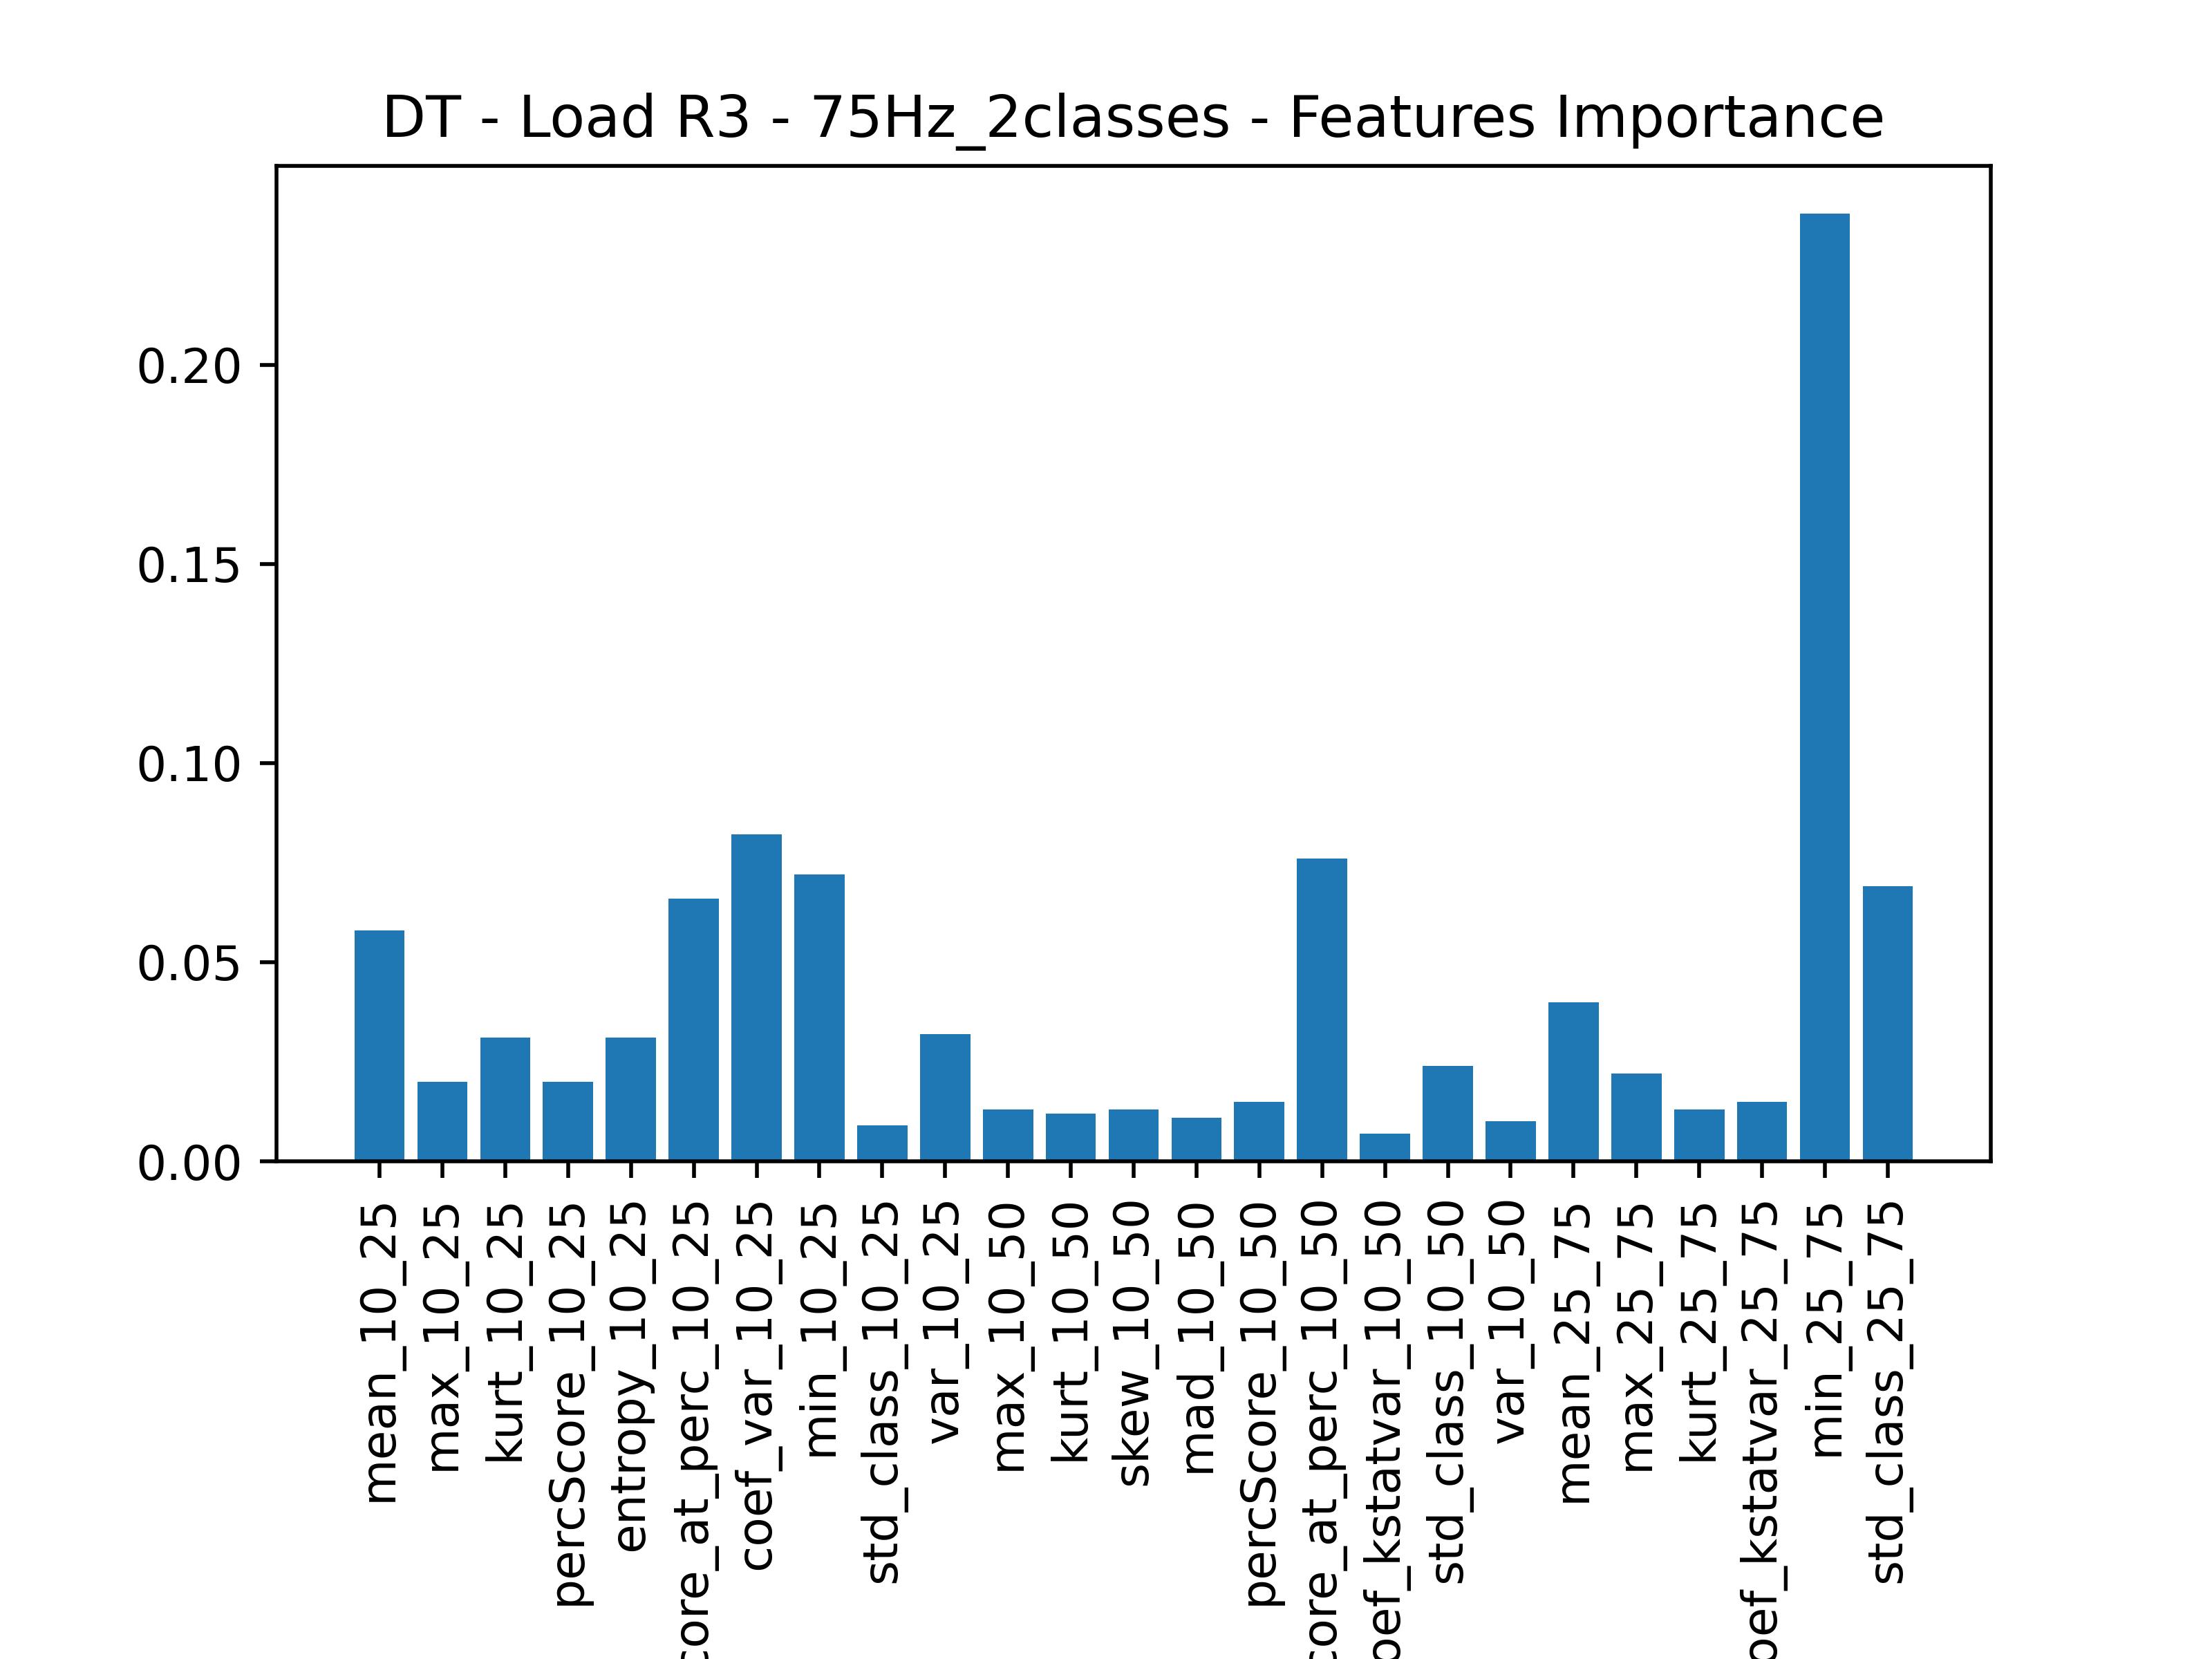 DT - Load R3 - 75Hz_2classes - Features Importance
0.20
0.15
0.10
0.05
0.00
mean_10_25
max_10_25
kurt_10_25
percScore_10_25
entropy_10_25
core_at_perc_10_25
coef_var_10_25
min_10_25
std_class_10_25
var_10_25
max_10_50
kurt_10_50
skew_10_50
mad_10_50
percScore_10_50
core_at_perc_10_50
oef_kstatvar_10_50
std_class_10_50
var_10_50
mean_25_75
max_25_75
kurt_25_75
oef_kstatvar_25_75
min_25_75
std_class_25_75